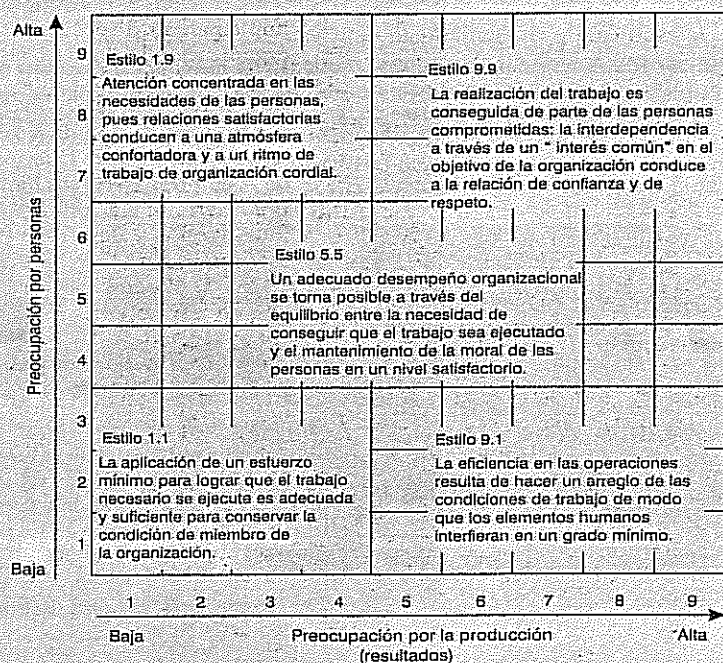 Alta
9
8
7
6
5
4
3
2
1
Baja
Preocupación por personas
Estilo 1.9
Atención concentrada en las
necesidades de las personas,
pues relaciones satisfactorias
conducen a una atmósfera
confortadora y a un ritmo de
trabajo de organización cordial.
Estilo 9.9
La realización del trabajo es
conseguida de parte de las personas
comprometidas: la interdependencia
a través de un " interés común" en el
objetivo de la organización conduce
a la relación de confianza y de
respeto.
Estilo 5.5
Un adecuado desempeño organizacional
se torna posible a través del
equilibrio entre la necesidad de
conseguir que el trabajo sea ejecutado
y el mantenimiento de la moral de las
personas en un nivel satisfactorio.
Estilo 1.1
La aplicación de un esfuerzo
mínimo para lograr que el trabajo
necesario se ejecute es adecuada
y suficiente para conservar la
condición de miembro de
la organización.
Estilo 9.1
La eficiencia en las operaciones
resulta de hacer un arreglo de las
condiciones de trabajo de modo
que los elementos humanos
interfieran en un grado mínimo.
1 2 3 4 5 6 7 8 9
Baja Preocupación por la producción Alta
(resultados)